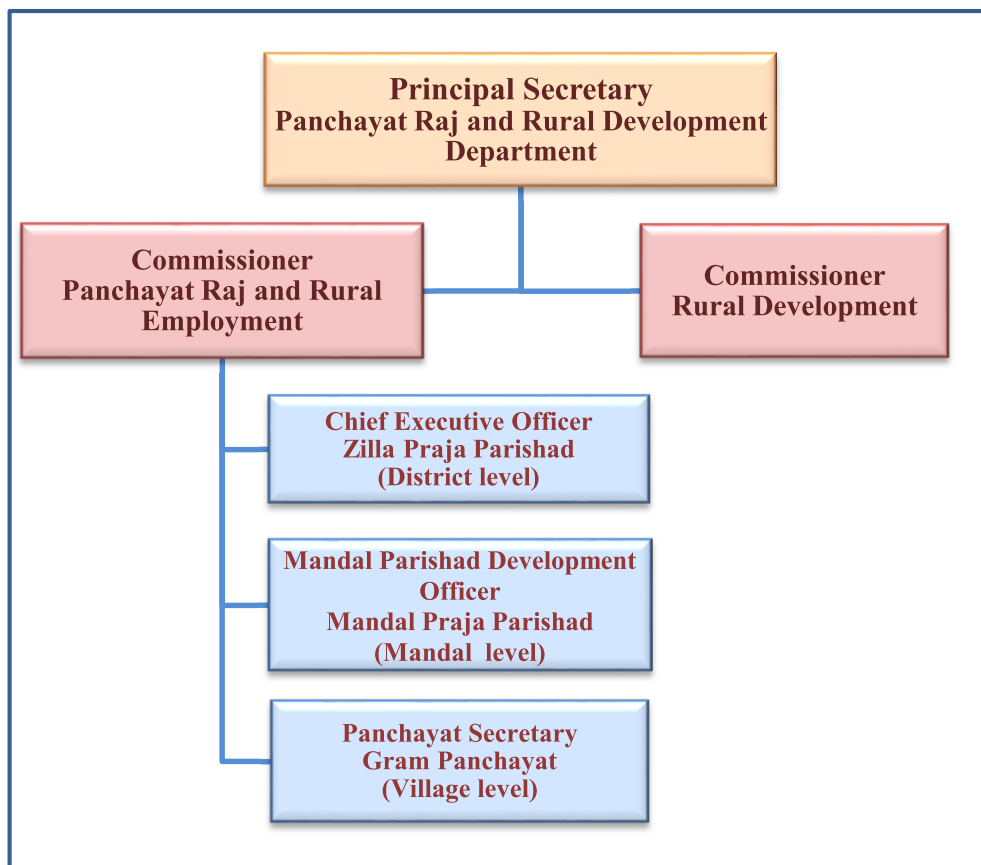 Principal Secretary
Panchayat Raj and Rural Development
Department
Commissioner
Panchayat Raj and Rural
Employment
Commissioner
Rural Development
Chief Executive Officer
Zilla Praja Parishad
(District level)
Mandal Parishad Development
Officer
Mandal Praja Parishad
(Mandal level)
Panchayat Secretary
Gram Panchayat
(Village level)